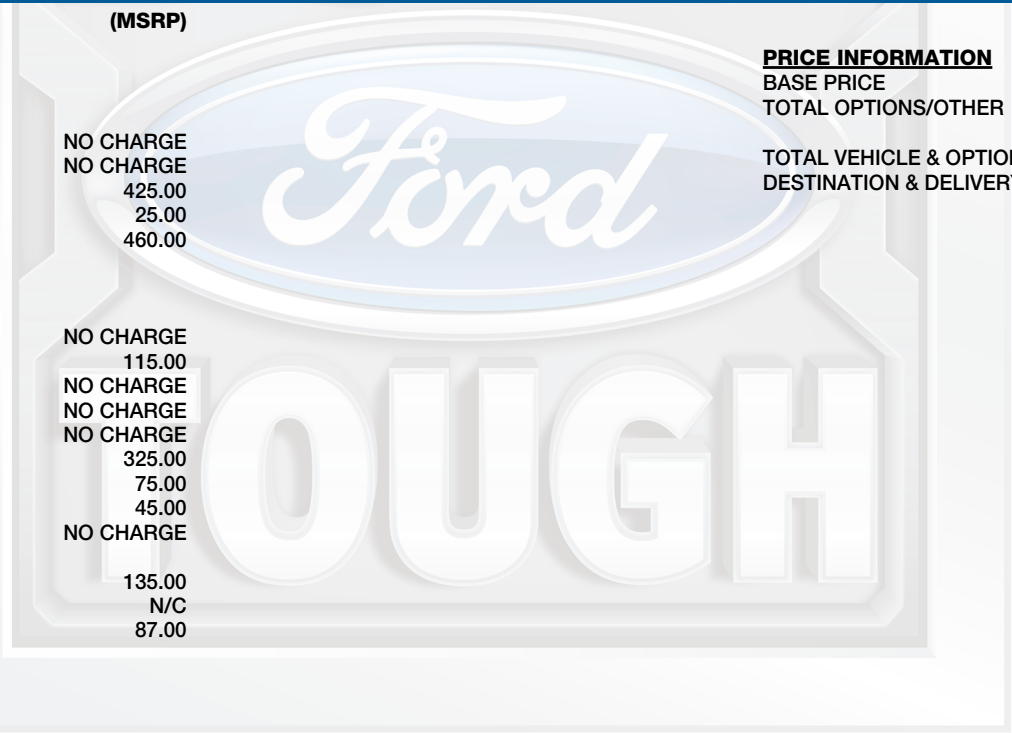 (MSRP)
NO CHARGE
NO CHARGE
425.00
25.00
460.00
NO CHARGE
115.00
NO CHARGE
NO CHARGE
NO CHARGE
325.00
75.00
45.00
NO CHARGE
135.00
N/C
87.00
PRICE INFORMATION
BASE PRICE
TOTAL OPTIONS/OTHER
TOTAL VEHICLE & OPTION
DESTINATION & DELIVERY
Ford
TOUGH